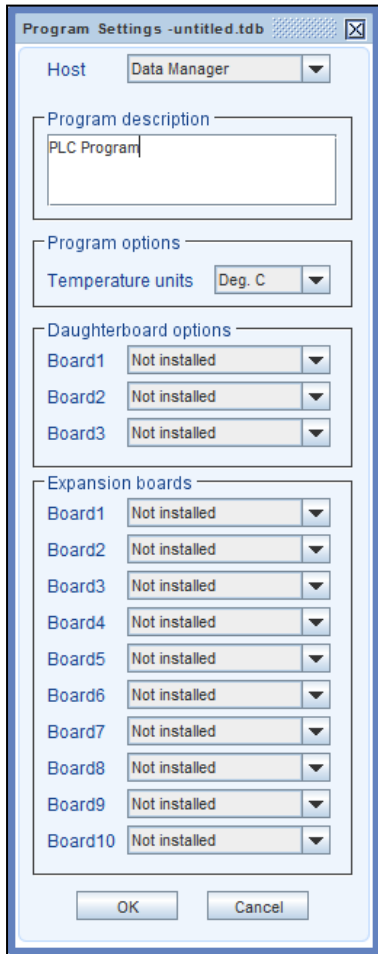 Program Settings -untitled.tdb
Host Data Manager
Program description
PLC Program
Program options
Temperature units Deg. C
Daughterboard options
Board1 Not installed
Board2 Not installed
Board3 Not installed
Expansion boards
Board1 Not installed
Board2 Not installed
Board3 Not installed
Board4 Not installed
Board5 Not installed
Board6 Not installed
Board7 Not installed
Board8 Not installed
Board9 Not installed
Board10 Not installed
OK Cancel